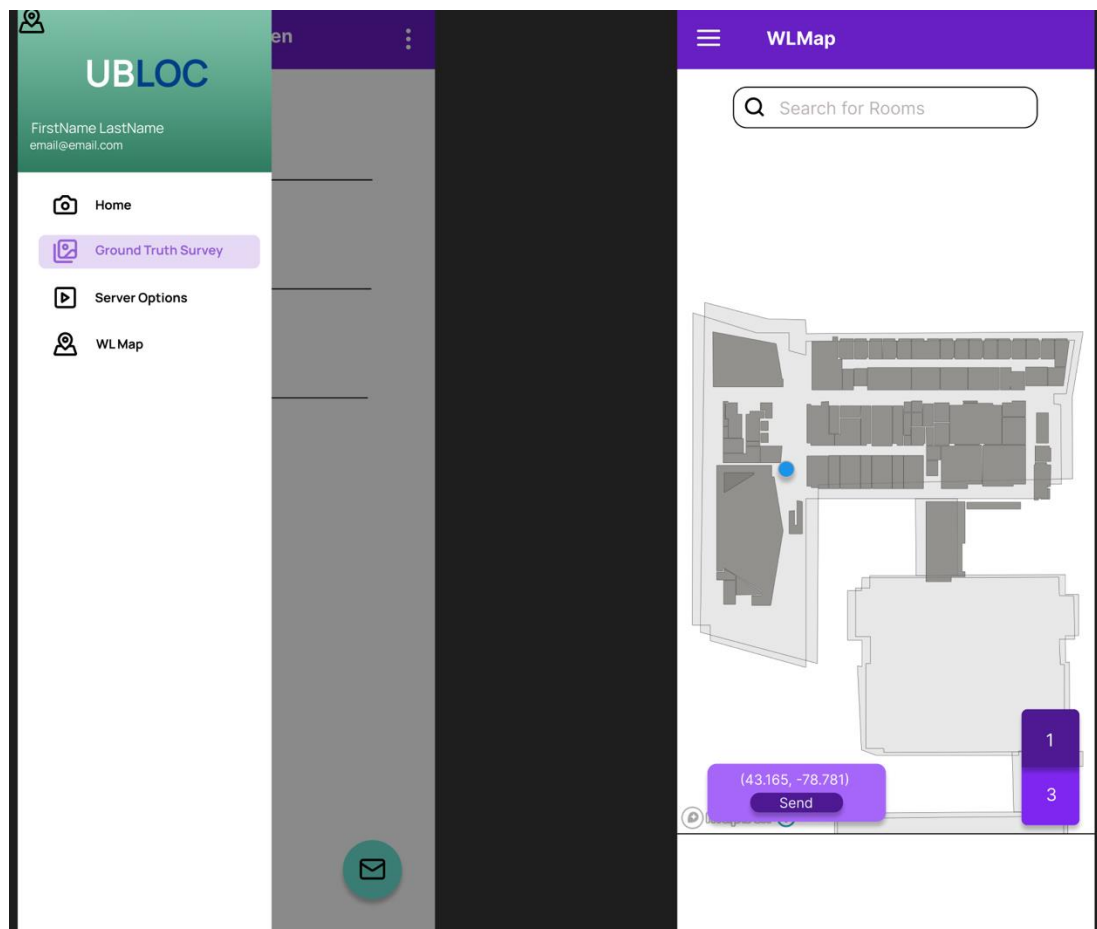 UBLOC
FirstName LastName
email@email.com
Home
Ground Truth Survey
Server Options
WL Map
en
WLMap
Search for Rooms
(43.165, -78.781)
Send
1
3